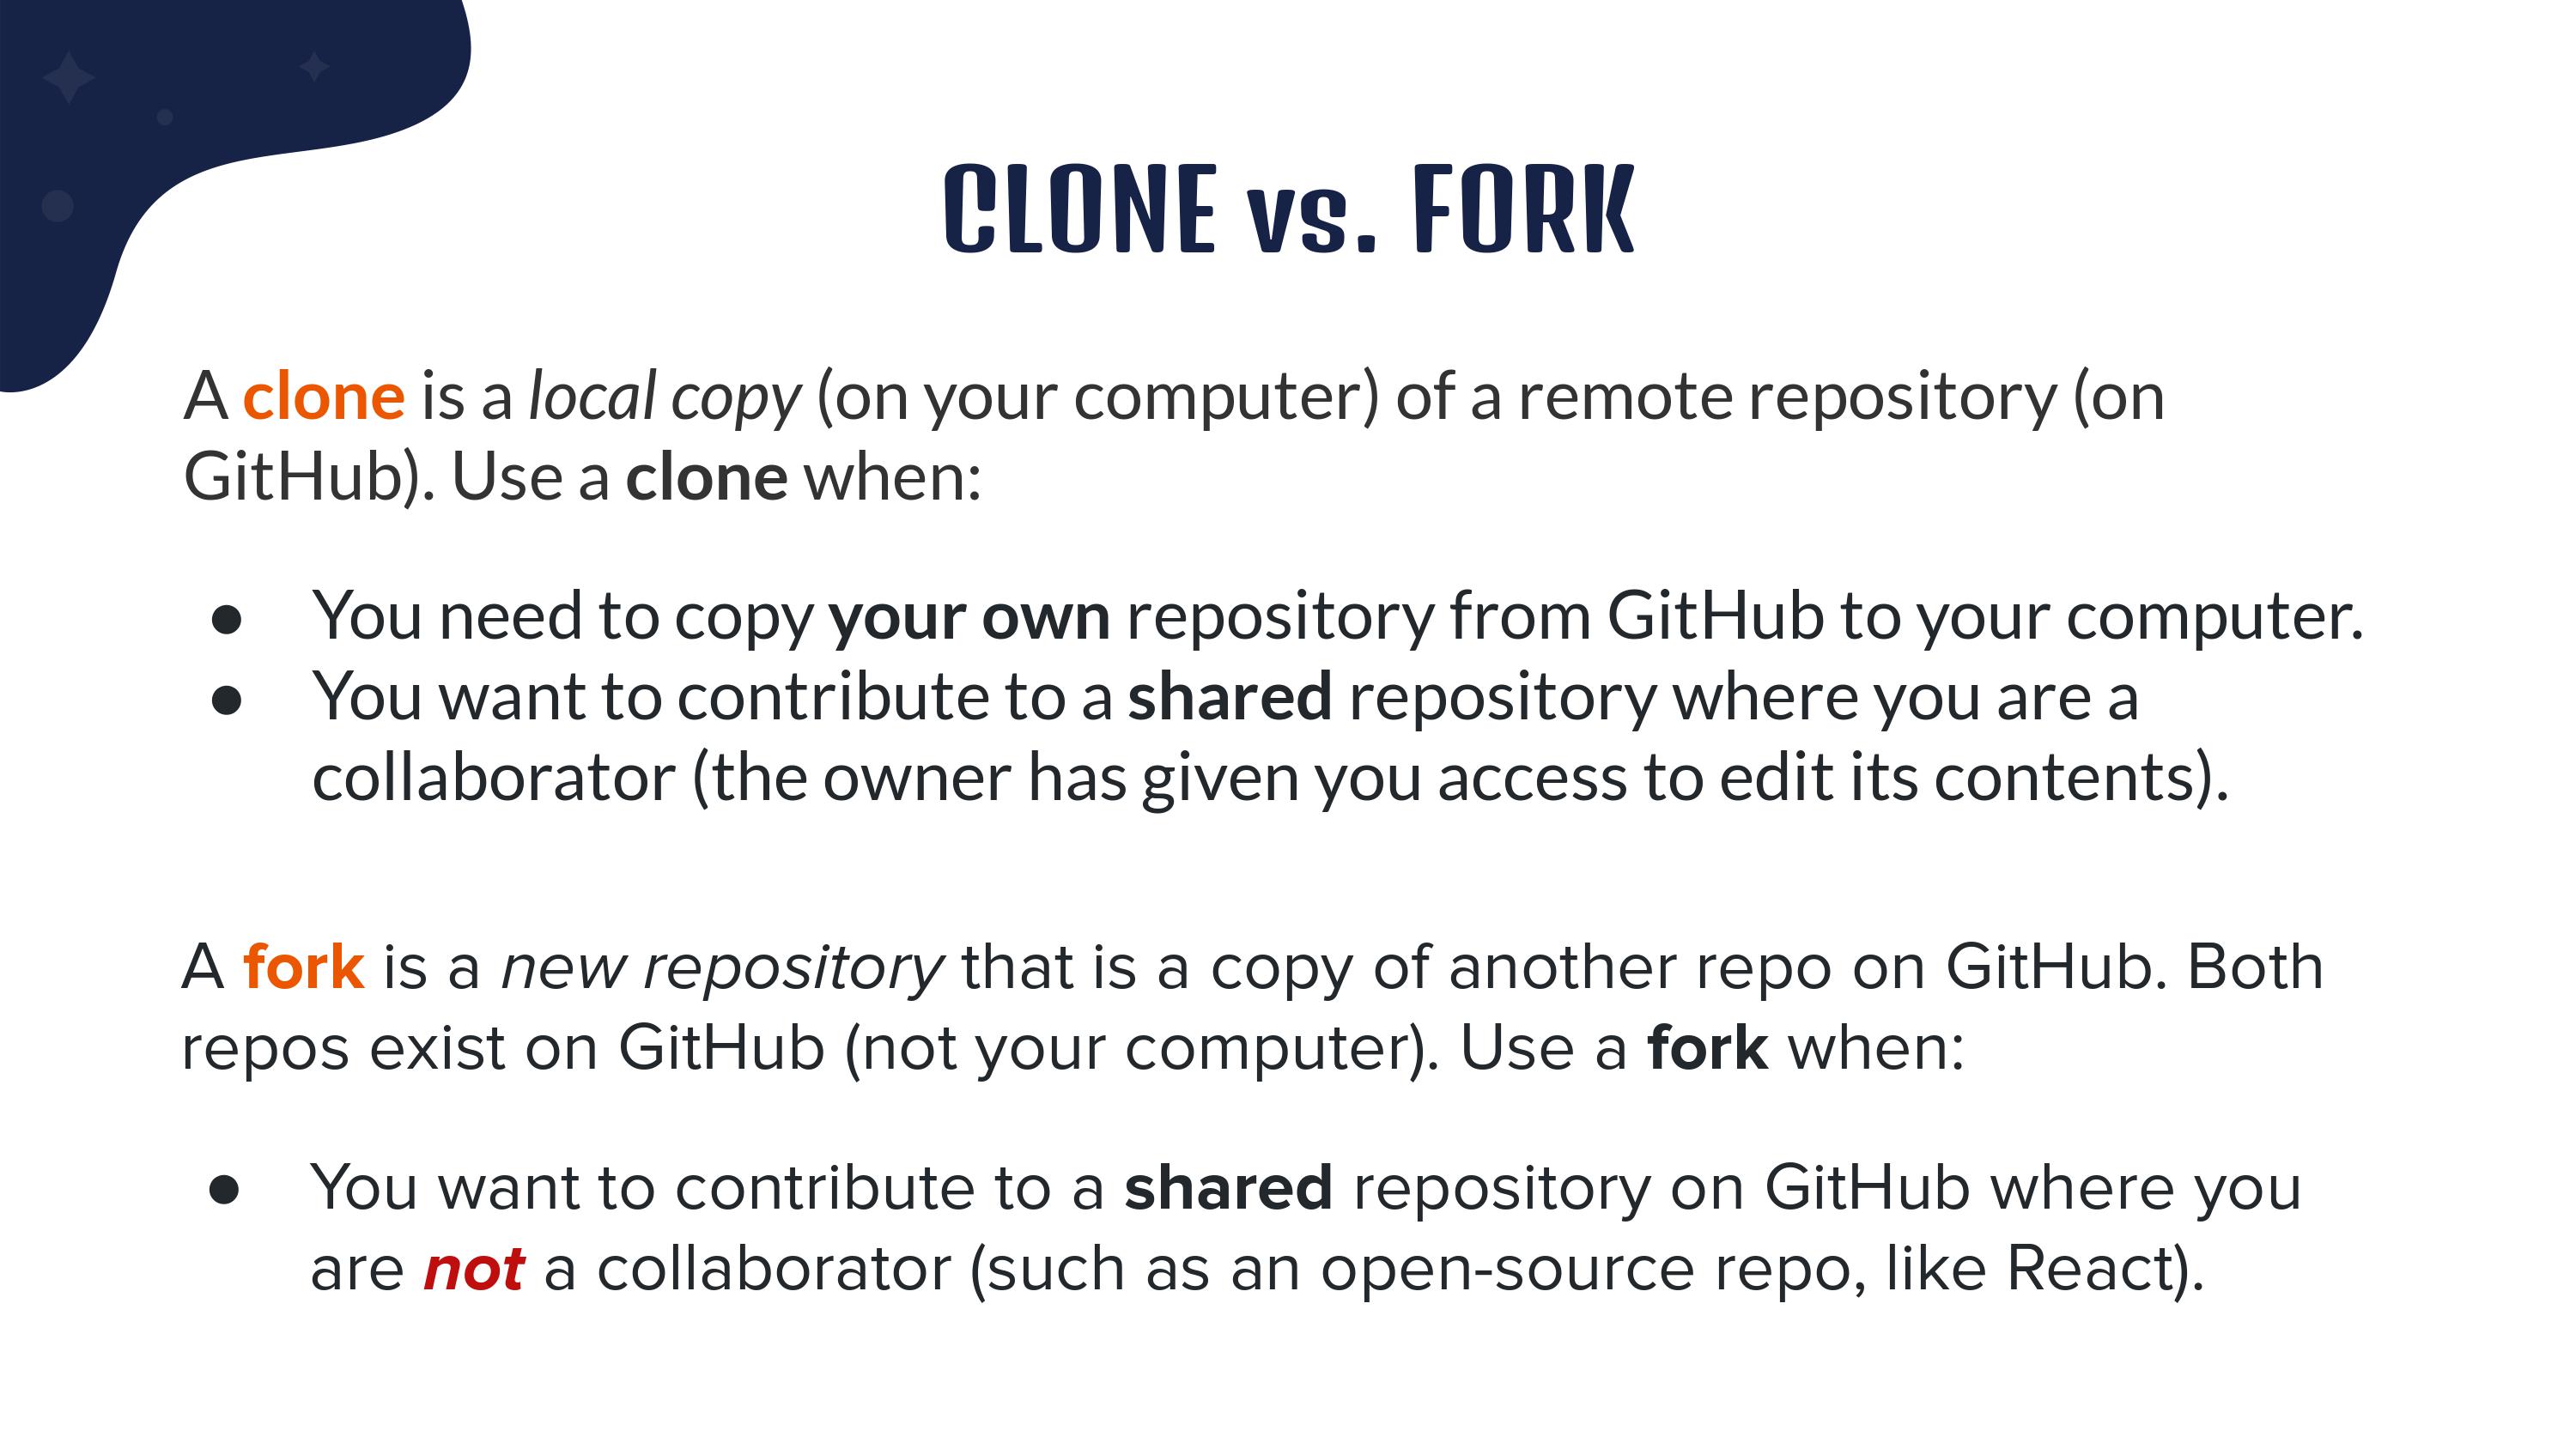 CLONE vs. FORK
A clone is a local copy (on your computer) of a remote repository (on
GitHub). Use a clone when:
● You need to copy your own repository from GitHub to your computer.
● You want to contribute to a shared repository where you are a
collaborator (the owner has given you access to edit its contents).
A fork is a new repository that is a copy of another repo on GitHub. Both
repos exist on GitHub (not your computer). Use a fork when:
● You want to contribute to a shared repository on GitHub where you
are not a collaborator (such as an open-source repo, like React).